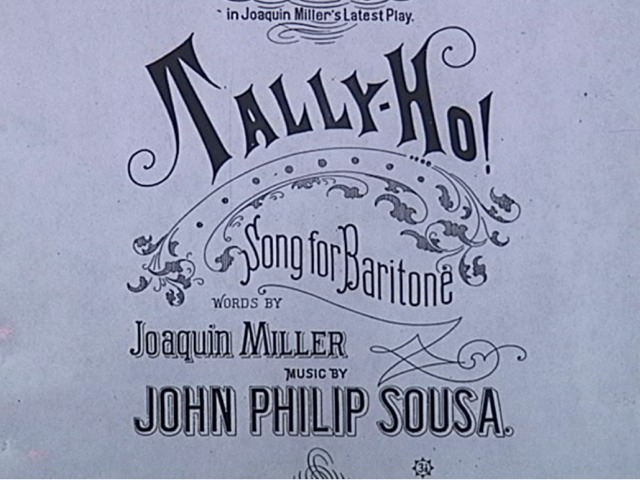 in Joaquin Miller's Latest Play.
TALLY-HO!
Song for Baritone
WORDS BY
Joaquin MILLER
MUSIC BY
JOHN PHILIP SOUSA.
34